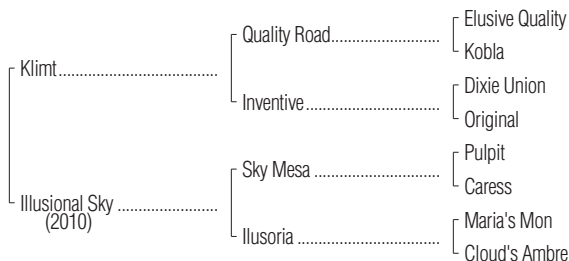 Elusive Quality
Quality Road
Kobla
Klimt
Dixie Union
Inventive
Original
Pulpit
Sky Mesa
Caress
Illusional Sky
(2010)
Maria's Mon
Ilusoria
Cloud's Ambre